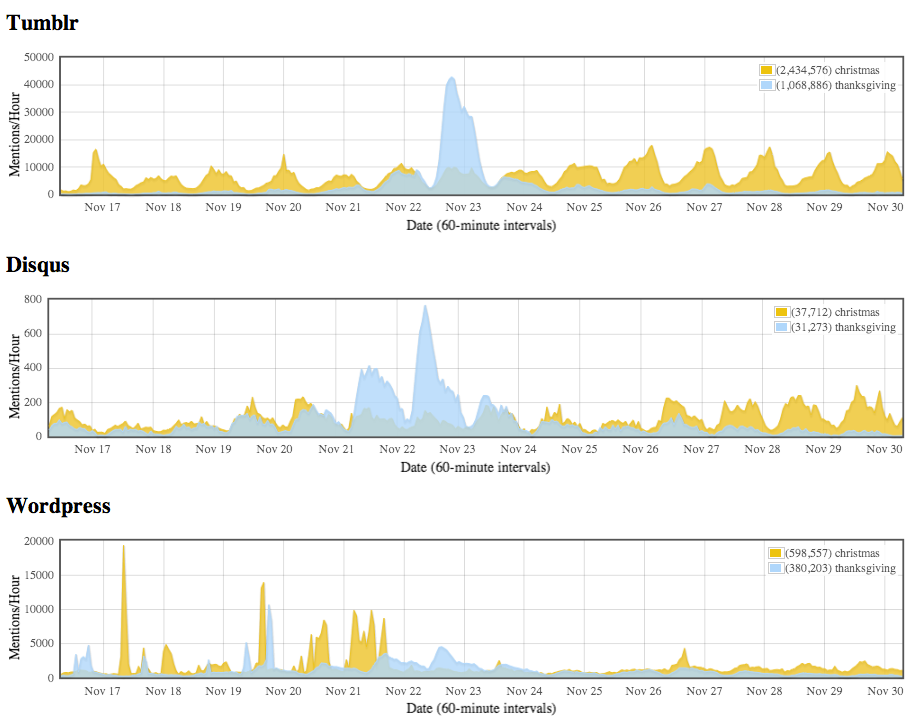 Tumblr
50000
40000
30000
20000
10000
0
Mentions/Hour
(2,434,576) christmas
(1,068,886) thanksgiving
Nov 17 Nov 18 Nov 19 Nov 20 Nov 21 Nov 22 Nov 23 Nov 24 Nov 25 Nov 26 Nov 27 Nov 28 Nov 29 Nov 30
Date (60-minute intervals)
Disqus
800
600
400
200
0
Mentions/Hour
(37,712) christmas
(31,273) thanksgiving
Nov 17 Nov 18 Nov 19 Nov 20 Nov 21 Nov 22 Nov 23 Nov 24 Nov 25 Nov 26 Nov 27 Nov 28 Nov 29 Nov 30
Date (60-minute intervals)
Wordpress
20000
15000
10000
5000
0
Mentions/Hour
(598,557) christmas
(380,203) thanksgiving
Nov 17 Nov 18 Nov 19 Nov 20 Nov 21 Nov 22 Nov 23 Nov 24 Nov 25 Nov 26 Nov 27 Nov 28 Nov 29 Nov 30
Date (60-minute intervals)